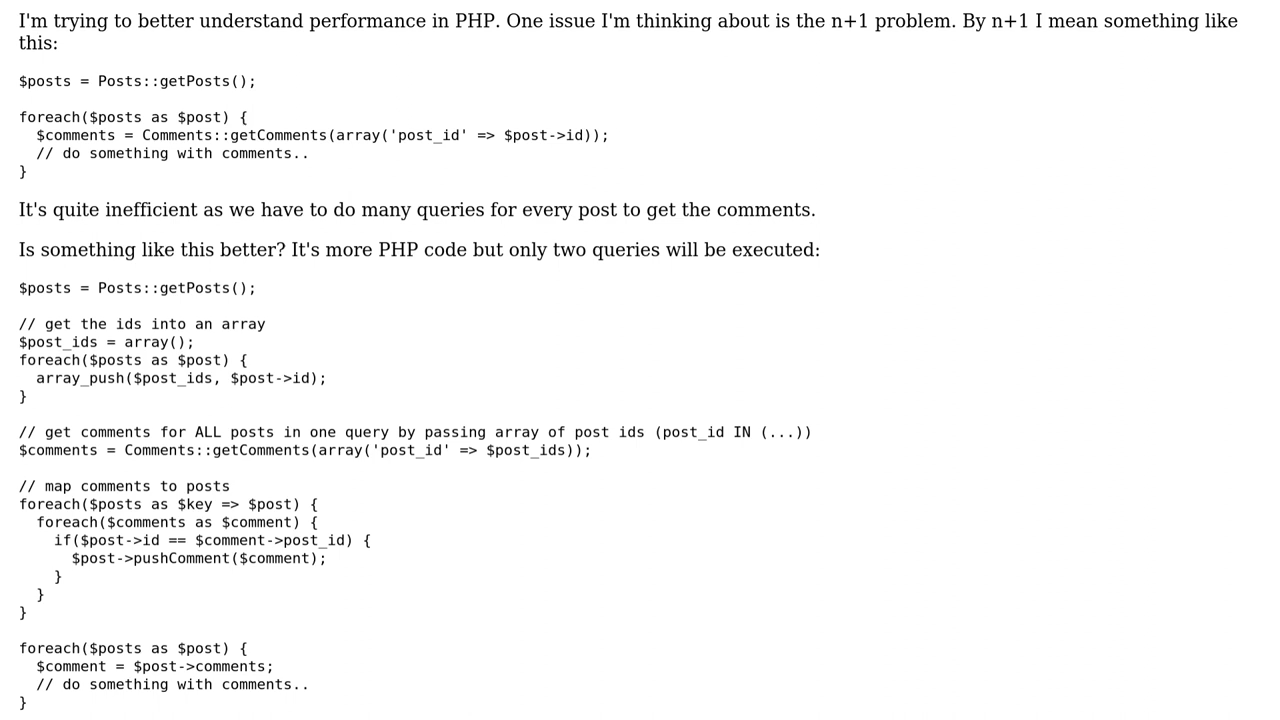 I'm trying to better understand performance in PHP. One issue I'm thinking about is the n+1 problem. By n+1 I mean something like
this:
$posts = Posts::getPosts();
foreach($posts as $post) {
  $comments = Comments::getComments(array('post_id' => $post->id));
  // do something with comments..
}
It's quite inefficient as we have to do many queries for every post to get the comments.
Is something like this better? It's more PHP code but only two queries will be executed:
$posts = Posts::getPosts();
// get the ids into an array
$post_ids = array();
foreach($posts as $post) {
  array_push($post_ids, $post->id);
}
// get comments for ALL posts in one query by passing array of post ids (post_id IN (...))
$comments = Comments::getComments(array('post_id' => $post_ids));
// map comments to posts
foreach($posts as $key => $post) {
  foreach($comments as $comment) {
    if($post->id == $comment->post_id) {
      $post->pushComment($comment);
    }
  }
}
foreach($posts as $post) {
  $comment = $post->comments;
  // do something with comments..
}